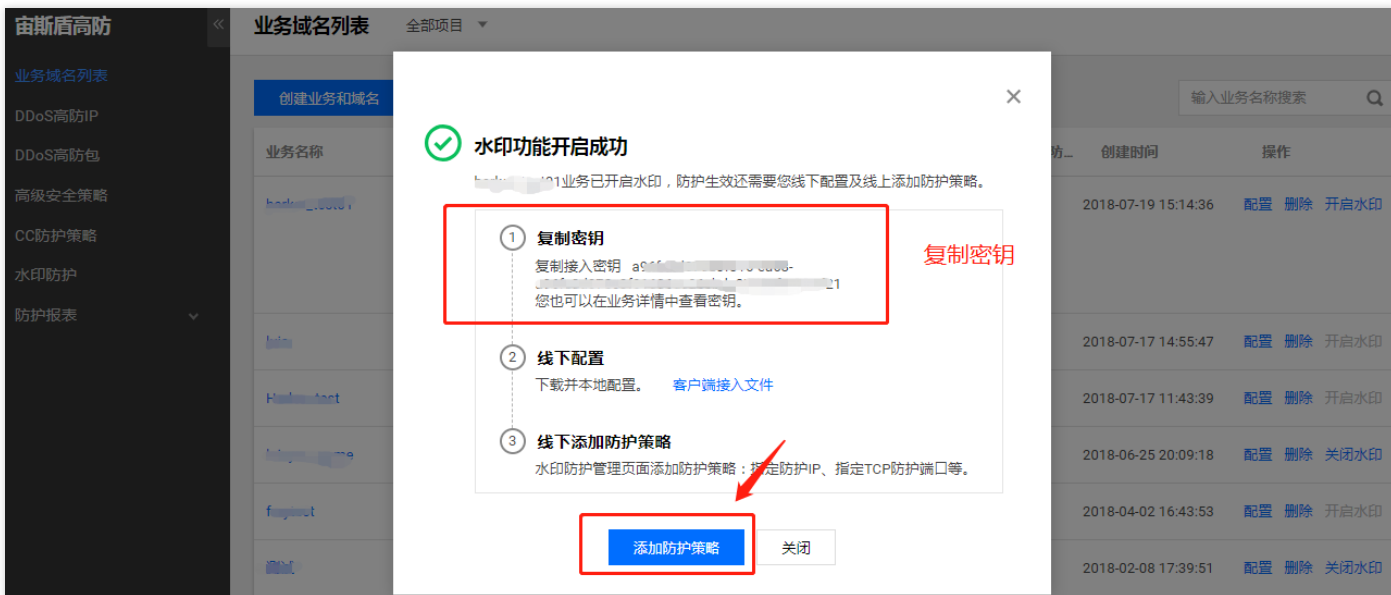 宙斯盾高防
«
业务域名列表
全部项目
业务域名列表
DDoS高防IP
DDoS高防包
高级安全策略
CC防护策略
水印防护
防护报表
创建业务和域名
输入业务名称搜索
业务名称
防...
创建时间
操作
2018-07-19 15:14:36 配置 删除 开启水印
2018-07-17 14:55:47 配置 删除 开启水印
2018-07-17 11:43:39 配置 删除 开启水印
2018-06-25 20:09:18 配置 删除 关闭水印
2018-04-02 16:43:53 配置 删除 开启水印
2018-02-08 17:39:51 配置 删除 关闭水印
水印功能开启成功
业务已开启水印，防护生效还需要您线下配置及线上添加防护策略。
1 复制密钥
复制接入密钥
您也可以在业务详情中查看密钥。
复制密钥
2 线下配置
下载并本地配置。 客户端接入文件
3 线下添加防护策略
水印防护管理页面添加防护策略：指定防护IP、指定TCP防护端口等。
添加防护策略
关闭